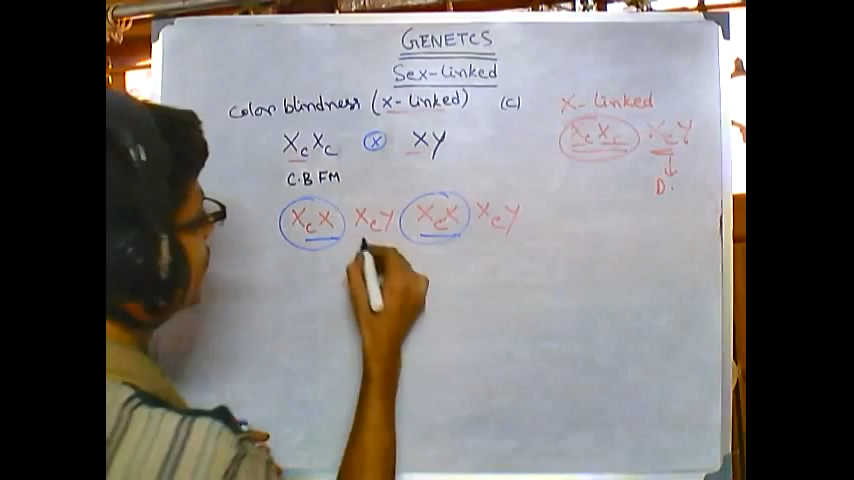 GENETCS
Sex-linked
Color blindness (X-linked) (C) X-linked
XcXc X XY XcXc XcY
C.B FM D.
XcX XcY XcX XcY